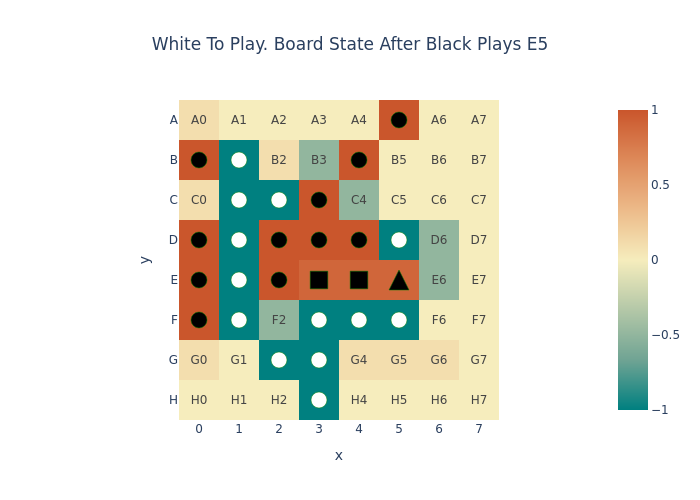 White To Play. Board State After Black Plays E5
A A0 A1 A2 A3 A4 A6 A7
B B2 B3 B5 B6 B7
C C0 C4 C5 C6 C7
D D6 D7
E E6 E7
F F2 F6 F7
G G0 G1 G4 G5 G6 G7
H H0 H1 H2 H4 H5 H6 H7
0 1 2 3 4 5 6 7
x
y
1
0.5
0
−0.5
−1